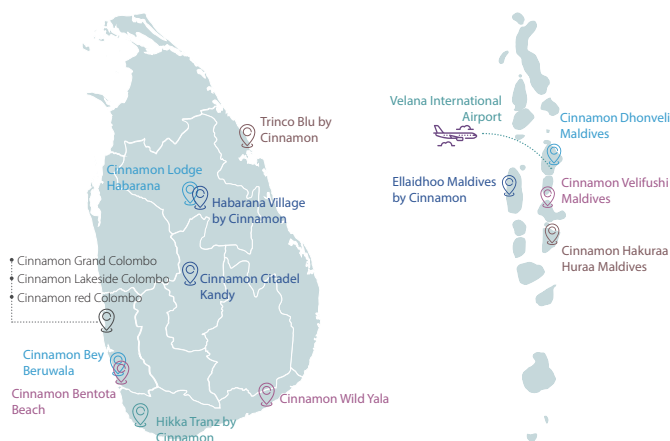 Trinco Blu by
Cinnamon
Cinnamon Lodge
Habarana
Habarana Village
by Cinnamon
• Cinnamon Grand Colombo
• Cinnamon Lakeside Colombo
• Cinnamon red Colombo
Cinnamon Citadel
Kandy
Cinnamon Bey
Beruwala
Cinnamon Bentota
Beach
Cinnamon Wild Yala
Hikka Tranz by
Cinnamon
Velana International
Airport
Cinnamon Dhonveli
Maldives
Ellaidhoo Maldives
by Cinnamon
Cinnamon Velifushi
Maldives
Cinnamon Hakuraa
Huraa Maldives